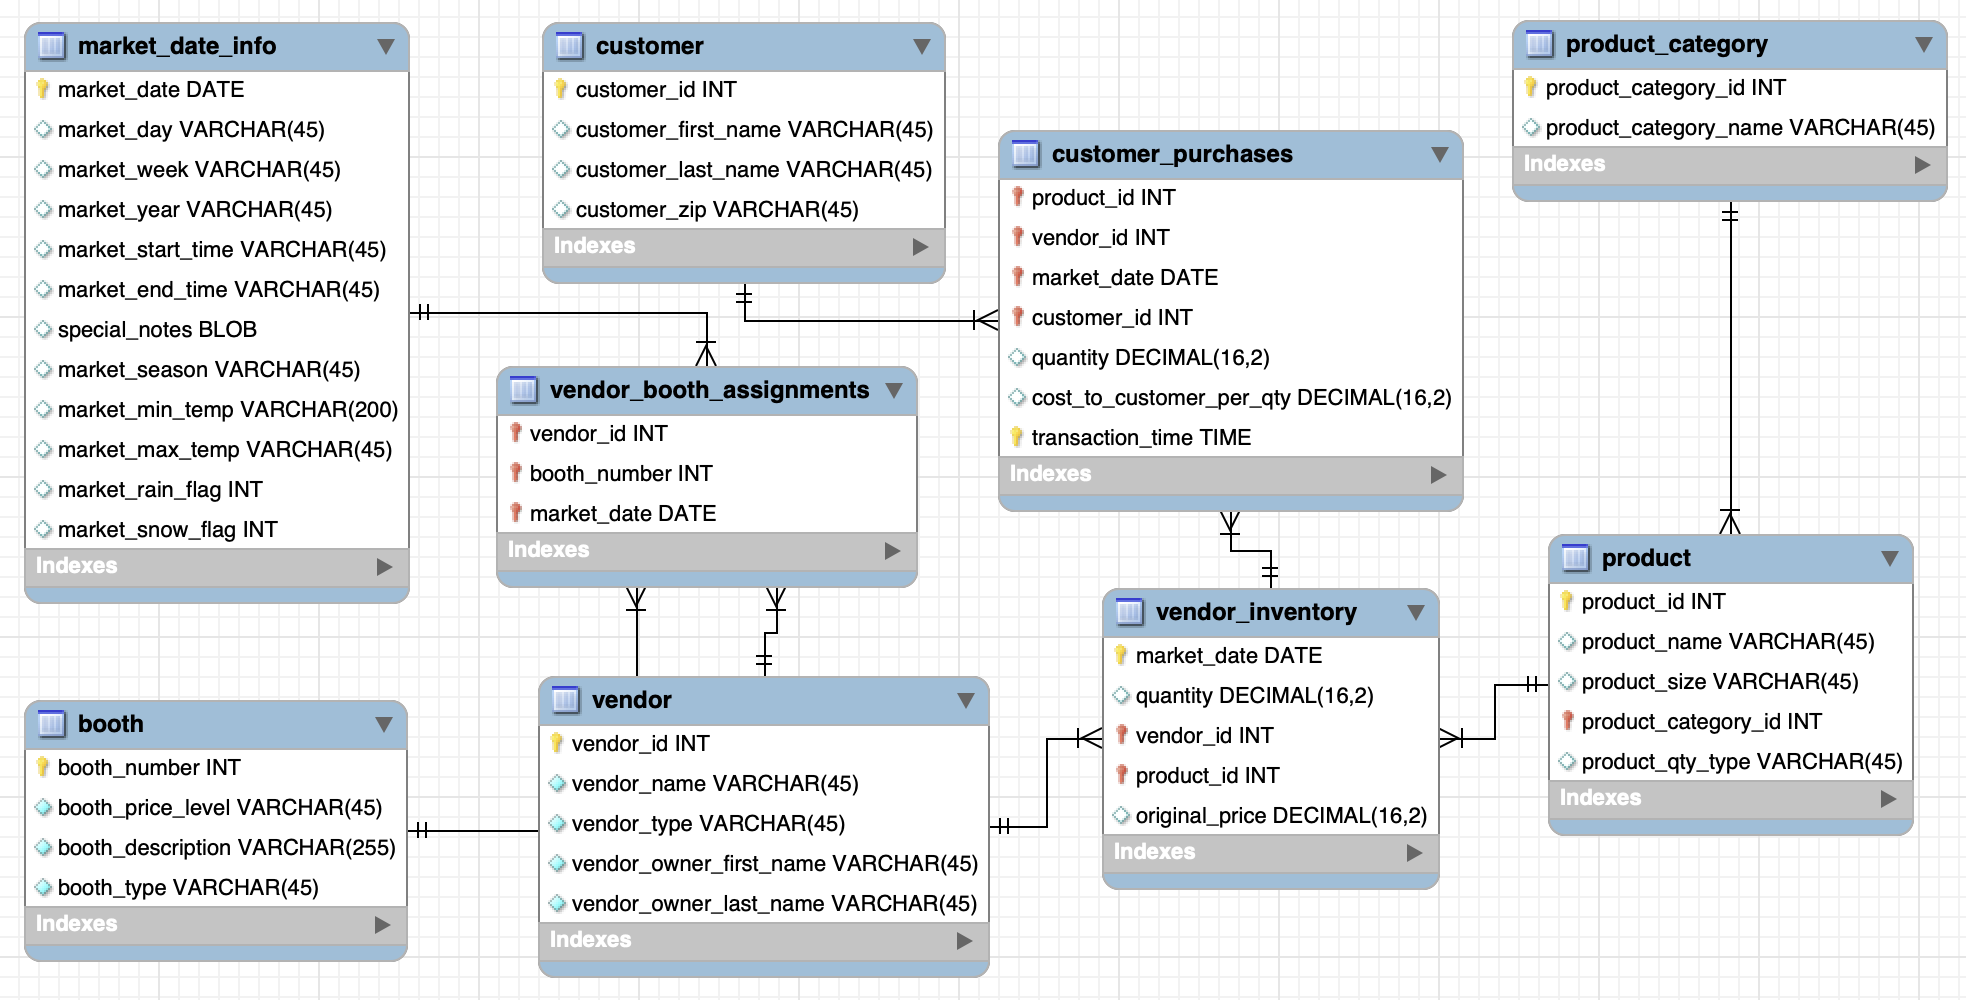 market_date_info
market_date DATE
market_day VARCHAR(45)
market_week VARCHAR(45)
market_year VARCHAR(45)
market_start_time VARCHAR(45)
market_end_time VARCHAR(45)
special_notes BLOB
market_season VARCHAR(45)
market_min_temp VARCHAR(200)
market_max_temp VARCHAR(45)
market_rain_flag INT
market_snow_flag INT
Indexes
customer
customer_id INT
customer_first_name VARCHAR(45)
customer_last_name VARCHAR(45)
customer_zip VARCHAR(45)
Indexes
customer_purchases
product_id INT
vendor_id INT
market_date DATE
customer_id INT
quantity DECIMAL(16,2)
cost_to_customer_per_qty DECIMAL(16,2)
transaction_time TIME
Indexes
product_category
product_category_id INT
product_category_name VARCHAR(45)
Indexes
vendor_booth_assignments
vendor_id INT
booth_number INT
market_date DATE
Indexes
booth
booth_number INT
booth_price_level VARCHAR(45)
booth_description VARCHAR(255)
booth_type VARCHAR(45)
Indexes
vendor
vendor_id INT
vendor_name VARCHAR(45)
vendor_type VARCHAR(45)
vendor_owner_first_name VARCHAR(45)
vendor_owner_last_name VARCHAR(45)
Indexes
vendor_inventory
market_date DATE
quantity DECIMAL(16,2)
vendor_id INT
product_id INT
original_price DECIMAL(16,2)
Indexes
product
product_id INT
product_name VARCHAR(45)
product_size VARCHAR(45)
product_category_id INT
product_qty_type VARCHAR(45)
Indexes